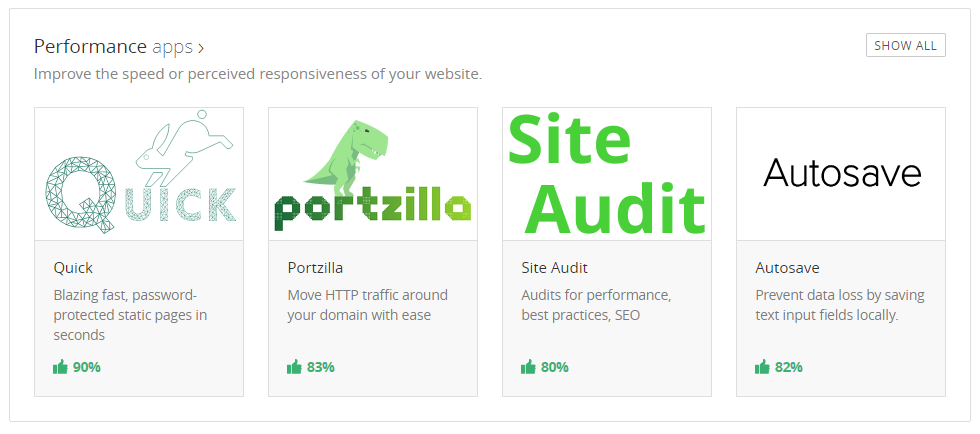 Performance apps ›
SHOW ALL
Improve the speed or perceived responsiveness of your website.
Quick
Quick
Blazing fast, password-
protected static pages in
seconds
90%
portzilla
Portzilla
Move HTTP traffic around
your domain with ease
83%
Site
Audit
Site Audit
Audits for performance,
best practices, SEO
80%
Autosave
Autosave
Prevent data loss by saving
text input fields locally.
82%